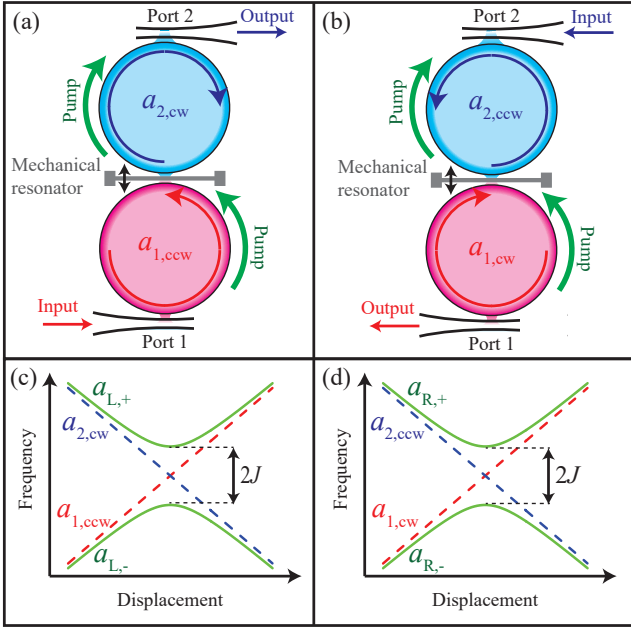 (a)
Port 2
Output
Pump
a2,cw
Mechanical
resonator
a1,ccw
Pump
Input
Port 1
(b)
Port 2
Input
Pump
a2,ccw
Mechanical
resonator
a1,cw
Pump
Output
Port 1
(c)
aL,+
a2,cw
Frequency
2J
a1,ccw
aL,-
Displacement
(d)
aR,+
a2,ccw
Frequency
2J
a1,cw
aR,-
Displacement